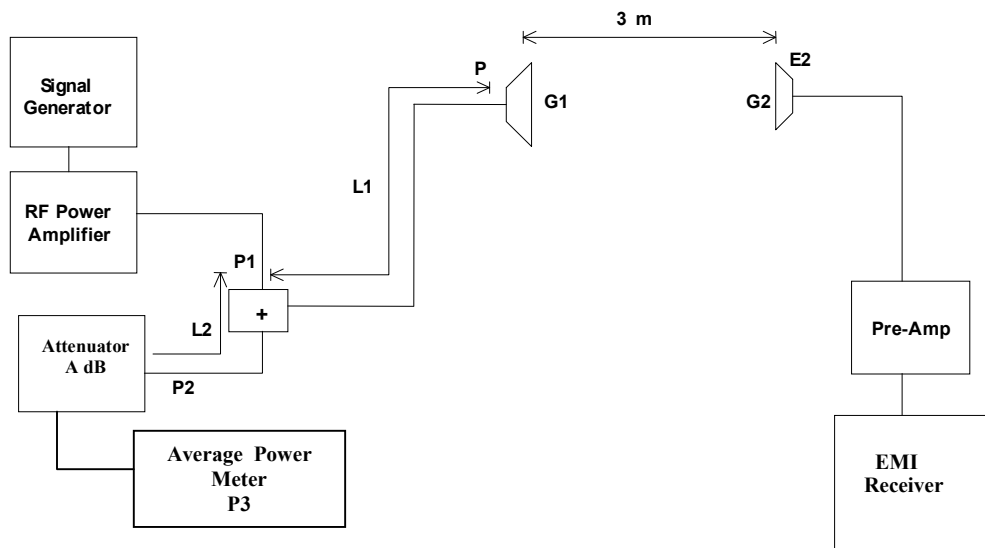 3 m
Signal
Generator
P
E2
G1
G2
L1
RF Power
Amplifier
P1
+
L2
Pre-Amp
Attenuator
A dB
P2
Average Power
Meter
P3
EMI
Receiver